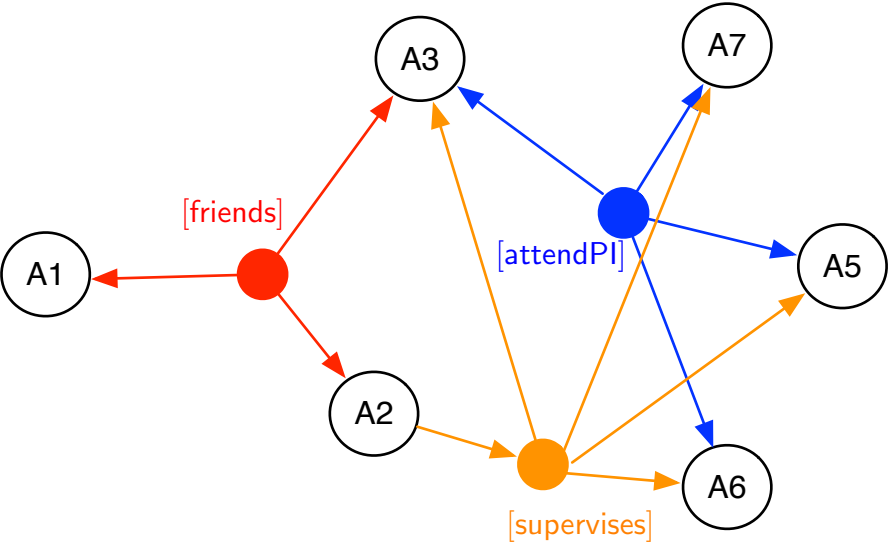 A7
A3
[friends]
[attendPI]
A1
A5
A2
A6
[supervises]